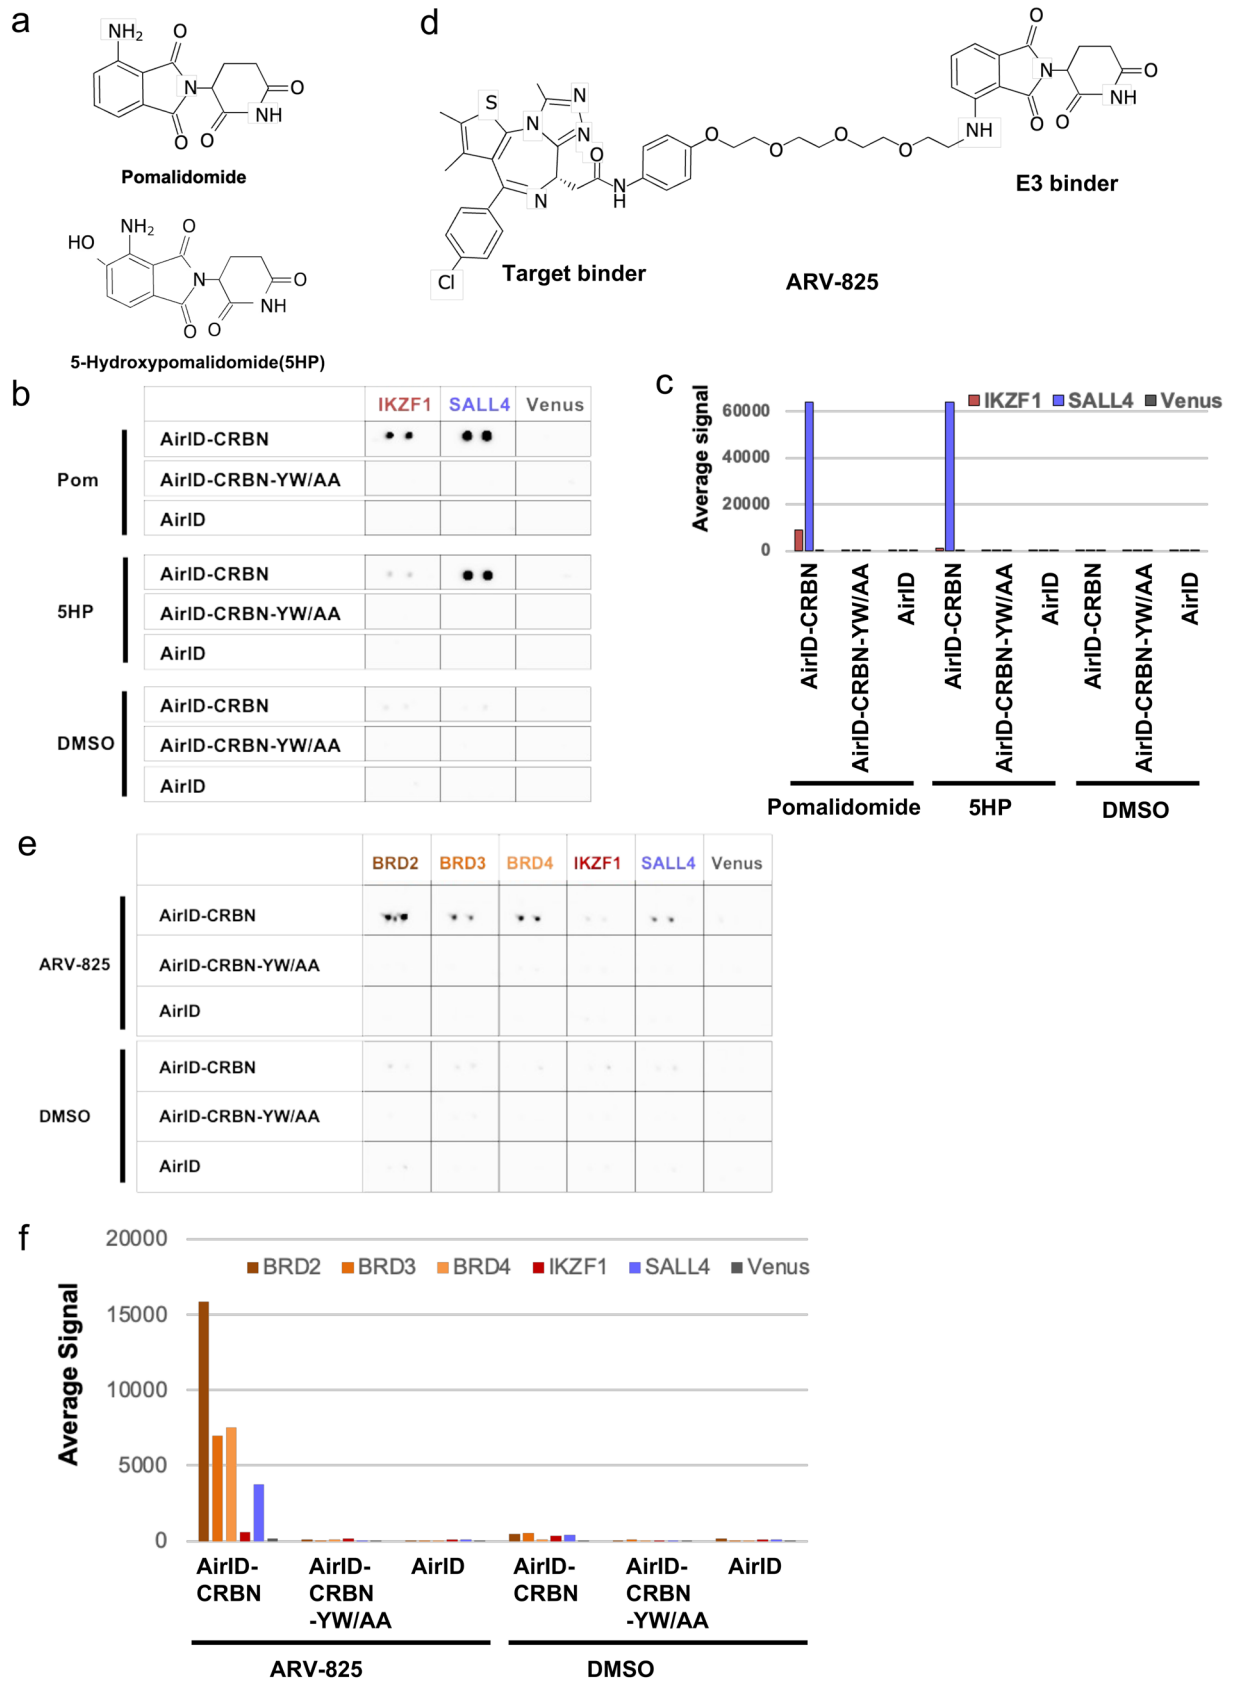 a
NH2
O
N
O
NH
O
O
Pomalidomide
NH2
HO
O
N
O
NH
O
O
5-Hydroxypomalidomide(5HP)
d
S
N
N
N
N
O
N
H
Cl
O
O
O
O
NH
O
N
O
NH
O
O
Target binder
ARV-825
E3 binder
b
IKZF1 SALL4 Venus
Pom
AirID-CRBN
AirID-CRBN-YW/AA
AirID
5HP
AirID-CRBN
AirID-CRBN-YW/AA
AirID
DMSO
AirID-CRBN
AirID-CRBN-YW/AA
AirID
c
Average signal
IKZF1 SALL4 Venus
60000
40000
20000
0
AirID-CRBN
AirID-CRBN-YW/AA
AirID
AirID-CRBN
AirID-CRBN-YW/AA
AirID
AirID-CRBN
AirID-CRBN-YW/AA
AirID
Pomalidomide 5HP DMSO
e
BRD2 BRD3 BRD4 IKZF1 SALL4 Venus
ARV-825
AirID-CRBN
AirID-CRBN-YW/AA
AirID
DMSO
AirID-CRBN
AirID-CRBN-YW/AA
AirID
f
Average Signal
20000
15000
10000
5000
0
BRD2 BRD3 BRD4 IKZF1 SALL4 Venus
AirID-
CRBN
AirID-
CRBN
-YW/AA
AirID
AirID-
CRBN
AirID-
CRBN
-YW/AA
AirID
ARV-825 DMSO